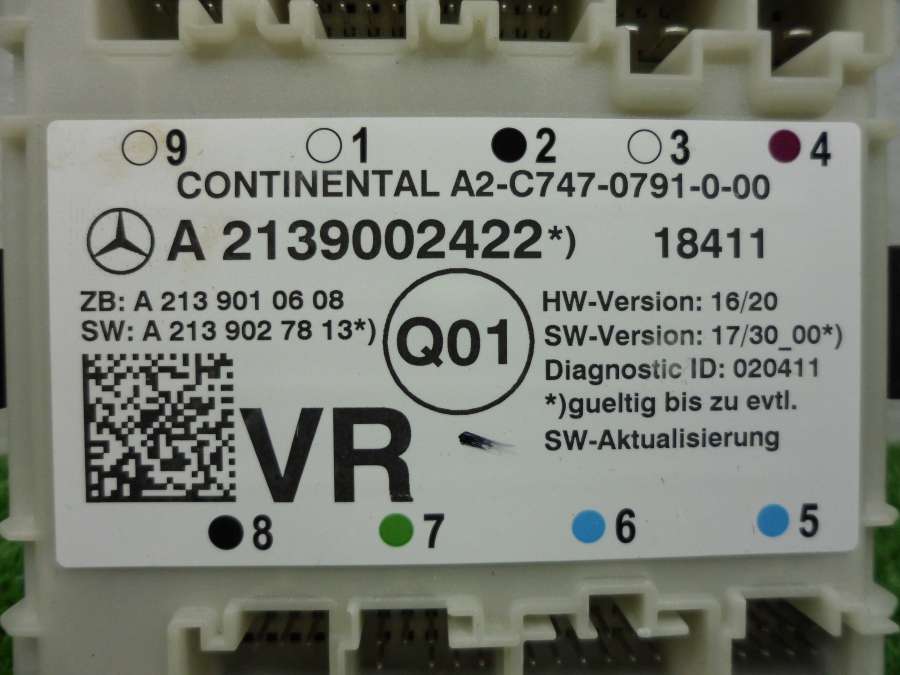 9 1 2 3 4
CONTINENTAL A2-C747-0791-0-00
A 2139002422*) 18411
ZB: A 213 901 06 08
SW: A 213 902 78 13*)
Q01
HW-Version: 16/20
SW-Version: 17/30_00*)
Diagnostic ID: 020411
*)gueltig bis zu evtl.
SW-Aktualisierung
VR
8 7 6 5